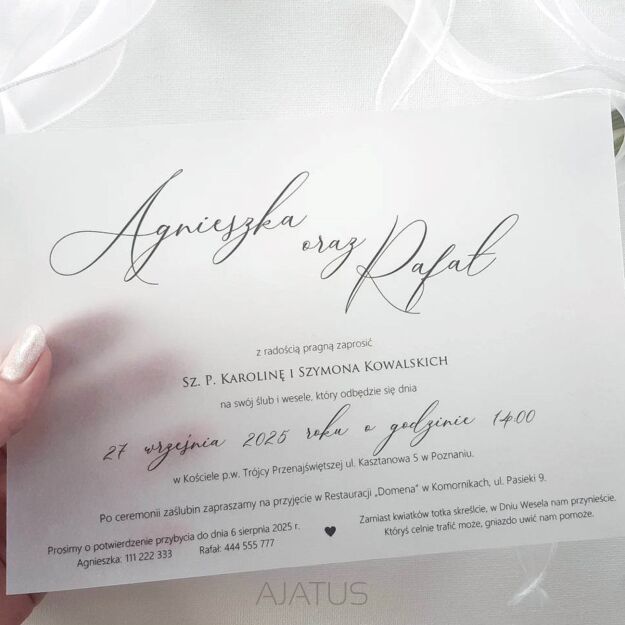 Agnieszka oraz Rafał
z radością pragną zaprosić
Sz. P. Karolinę i Szymona Kowalskich
na swój ślub i wesele, który odbędzie się dnia
27 września 2025 roku o godzinie 14:00
w Kościele p.w. Trójcy Przenajświętszej ul. Kasztanowa 5 w Poznaniu.
Po ceremonii zaślubin zapraszamy na przyjęcie w Restauracji „Domena” w Komornikach, ul. Pasieki 9.
Prosimy o potwierdzenie przybycia do dnia 6 sierpnia 2025 r.
Agnieszka: 111 222 333 Rafał: 444 555 777
Zamiast kwiatków totka skreślcie, w Dniu Wesela nam przynieście.
Któryś celnie trafić może, gniazdo uwić nam pomoże.
AJATUS